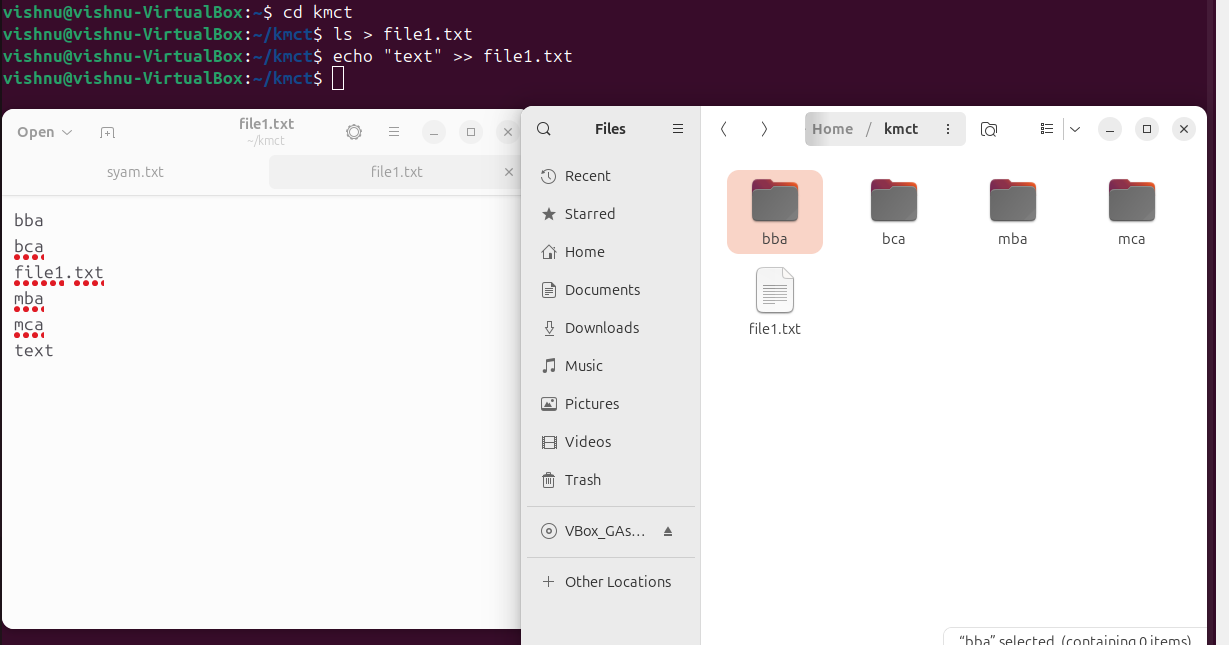 vishnu@vishnu-VirtualBox:~$ cd kmct
vishnu@vishnu-VirtualBox:~/kmct$ ls > file1.txt
vishnu@vishnu-VirtualBox:~/kmct$ echo "text" >> file1.txt
vishnu@vishnu-VirtualBox:~/kmct$
Open
file1.txt
~/kmct
syam.txt
file1.txt
bba
bca
file1.txt
mba
mca
text
Files
Recent
Starred
Home
Documents
Downloads
Music
Pictures
Videos
Trash
VBox_GAs…
Other Locations
Home / kmct
bba
bca
mba
mca
file1.txt
“bba” selected (containing 0 items)